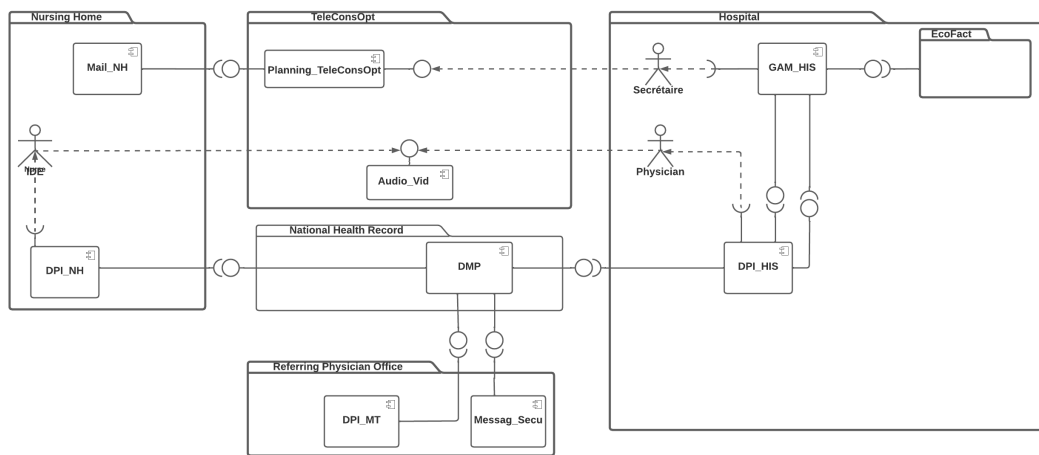 Nursing Home
TeleConsOpt
Hospital
EcoFact
Mail_NH
Planning_TeleConsOpt
GAM_HIS
Secrétaire
IDE
Physician
Audio_Vid
National Health Record
DPI_NH
DMP
DPI_HIS
Referring Physician Office
DPI_MT
Messag_Secu